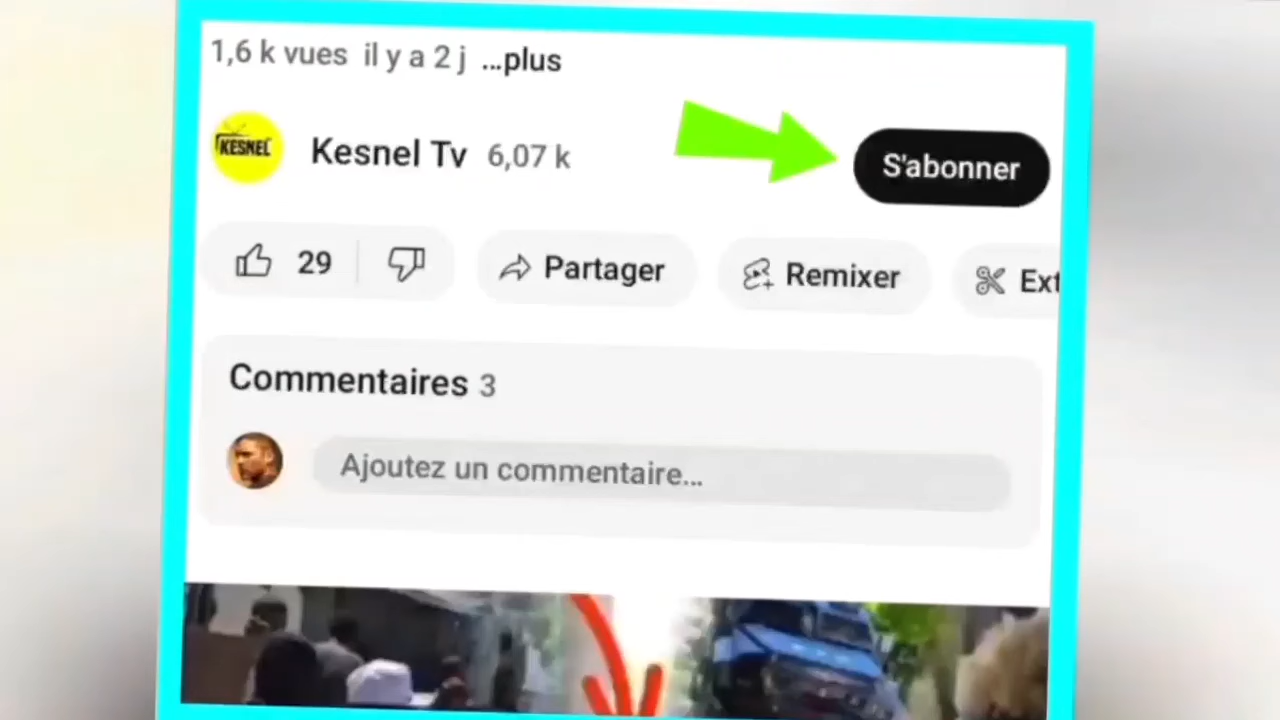 1,6 k vues il y a 2 j ...plus
KESNEL
Kesnel Tv 6,07 k
S'abonner
29
Partager
Remixer
Ext
Commentaires 3
Ajoutez un commentaire...